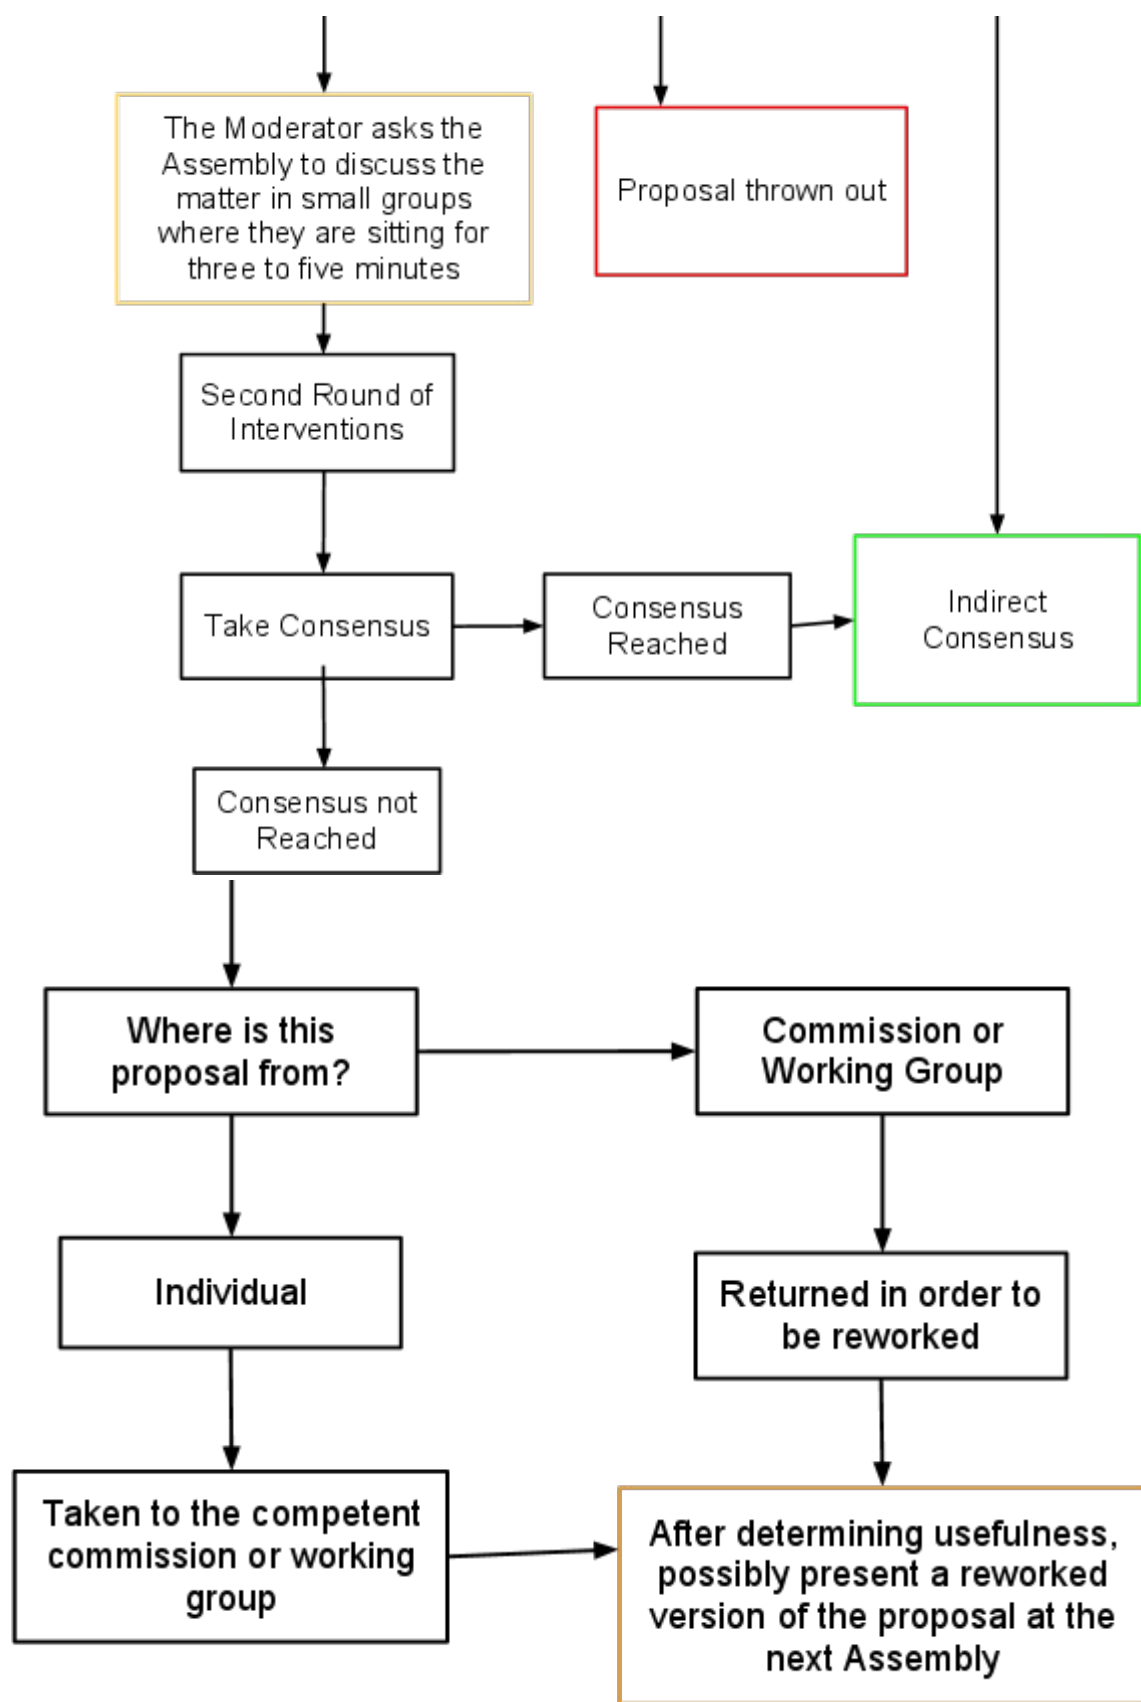 The Moderator asks the
Assembly to discuss the
matter in small groups
where they are sitting for
three to five minutes
Proposal thrown out
Second Round of
Interventions
Take Consensus
Consensus
Reached
Indirect
Consensus
Consensus not
Reached
Where is this
proposal from?
Commission or
Working Group
Individual
Returned in order to
be reworked
Taken to the competent
commission or working
group
After determining usefulness,
possibly present a reworked
version of the proposal at the
next Assembly